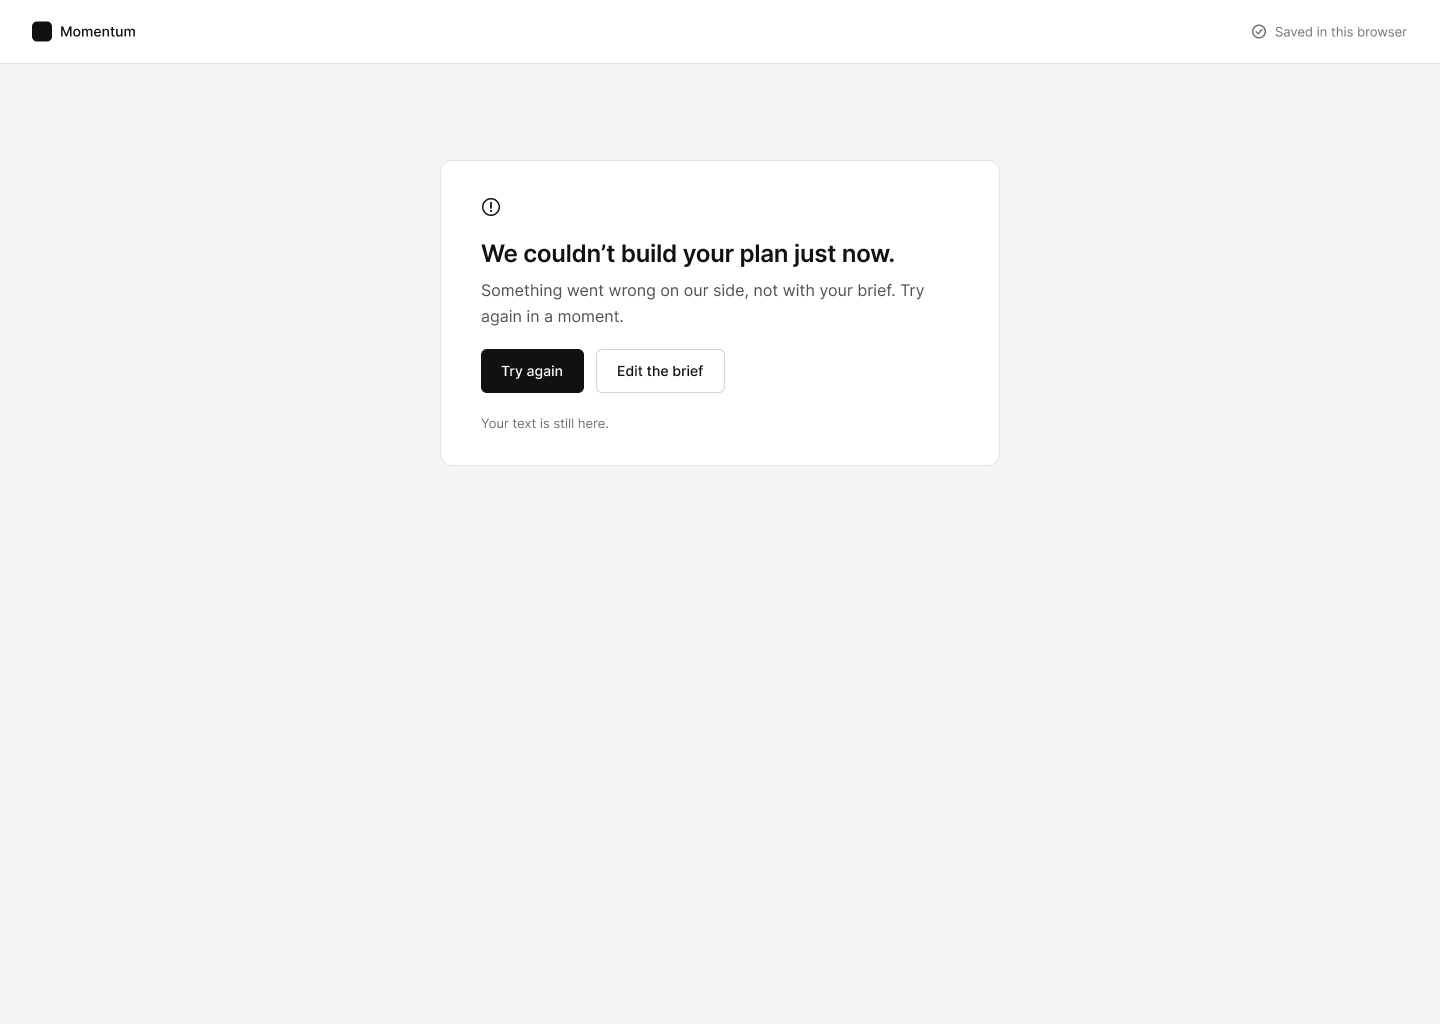 Momentum
Saved in this browser
We couldn’t build your plan just now.
Something went wrong on our side, not with your brief. Try
again in a moment.
Try again
Edit the brief
Your text is still here.